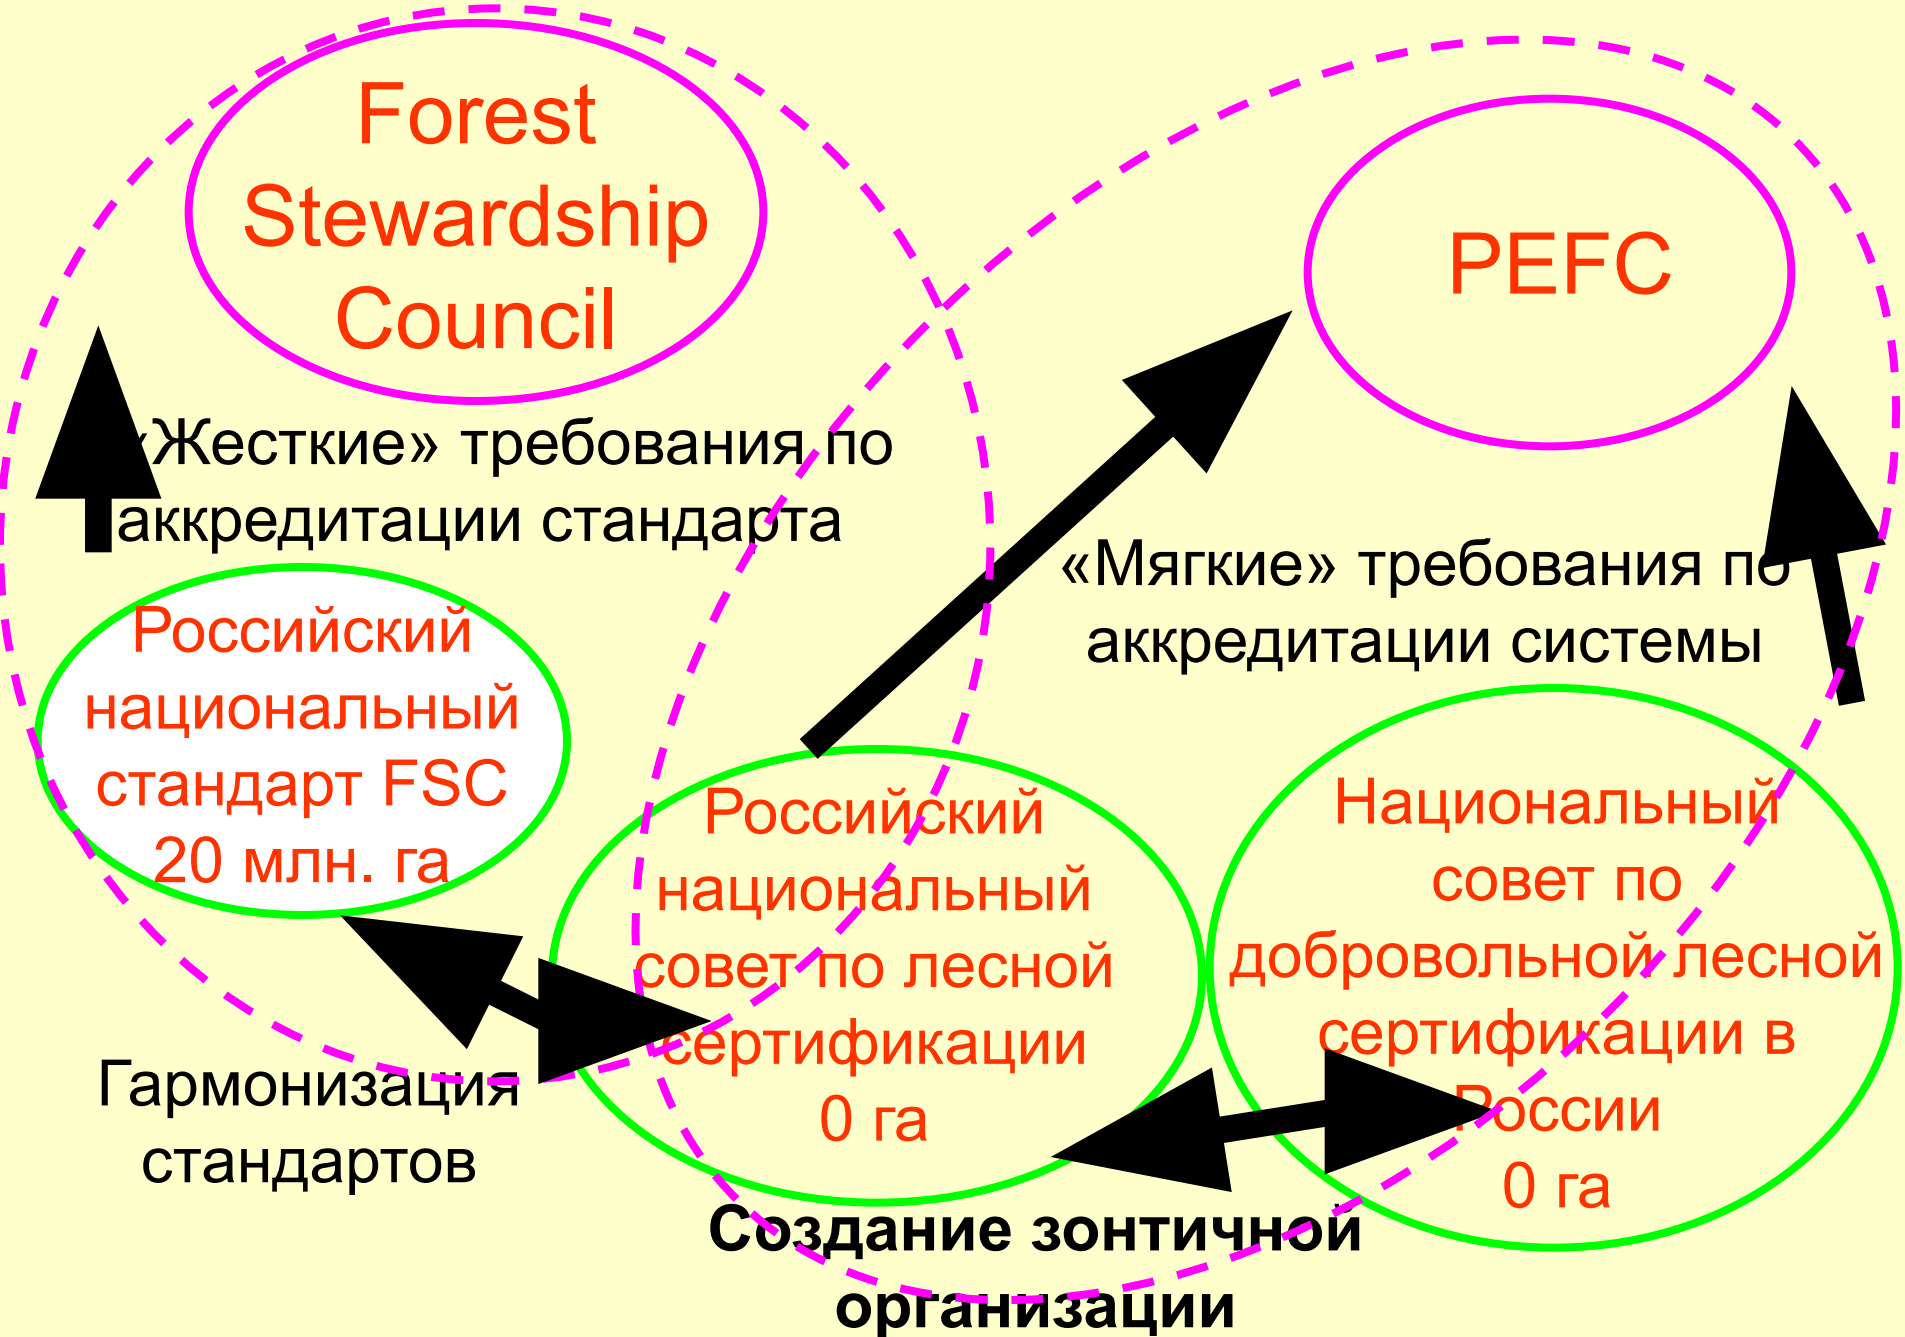 Forest
Stewardship
Council
PEFC
«Жесткие» требования по
аккредитации стандарта
«Мягкие» требования по
аккредитации системы
Российский
национальный
стандарт FSC
20 млн. га
Российский
национальный
совет по лесной
сертификации
0 га
Национальный
совет по
добровольной лесной
сертификации в
России
0 га
Гармонизация
стандартов
Создание зонтичной
организации